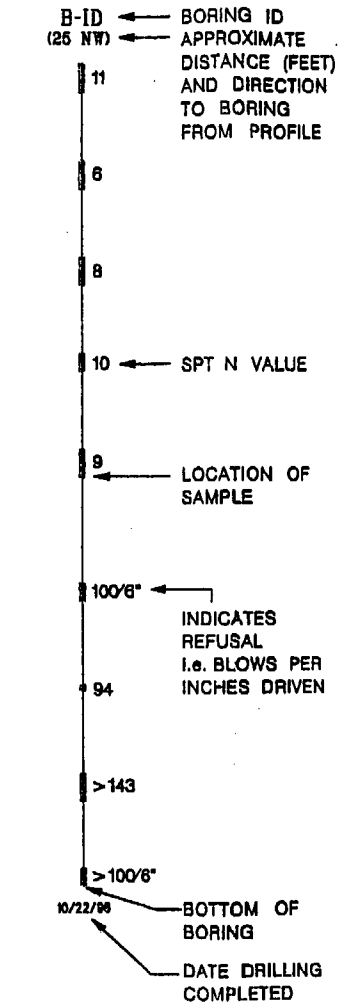 B-ID
BORING ID
(25 NW)
APPROXIMATE
DISTANCE (FEET)
AND DIRECTION
TO BORING
FROM PROFILE
11
6
8
10
SPT N VALUE
9
LOCATION OF
SAMPLE
100/6"
INDICATES
REFUSAL
i.e. BLOWS PER
INCHES DRIVEN
94
>143
>100/6"
10/22/96
BOTTOM OF
BORING
DATE DRILLING
COMPLETED